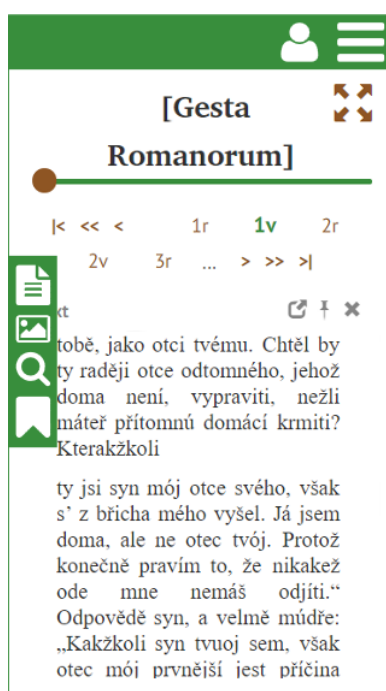 [Gesta
Romanorum]
|< << < 1r 1v 2r
2v 3r ... > >> >|
tobě, jako otci tvému. Chtěl by
ty raději otce odtomného, jehož
doma není, vypraviti, nežli
máteř přítomnú domácí krmiti?
Kterakžkoli
ty jsi syn mój otce svého, však
s’ z břicha mého vyšel. Já jsem
doma, ale ne otec tvój. Protož
konečně pravím to, že nikakež
ode mne nemáš odjíti.“
Odpovědě syn, a velmě múdře:
„Kakžkoli syn tvuoj sem, však
otec mój prvnější jest příčina